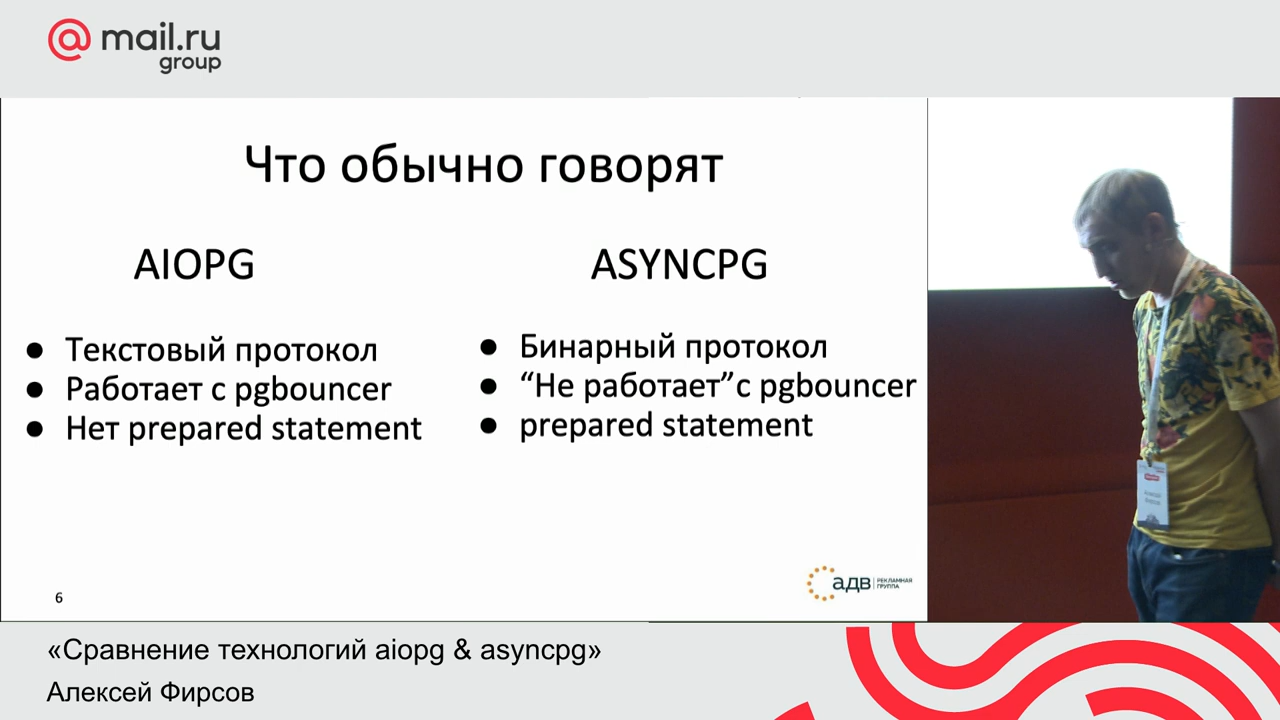 mail.ru
group
Что обычно говорят
AIOPG
● Текстовый протокол
● Работает с pgbouncer
● Нет prepared statement
ASYNCPG
● Бинарный протокол
● “Не работает”с pgbouncer
● prepared statement
6
адв РЕКЛАМНАЯ
ГРУППА
«Сравнение технологий aiopg & asyncpg»
Алексей Фирсов